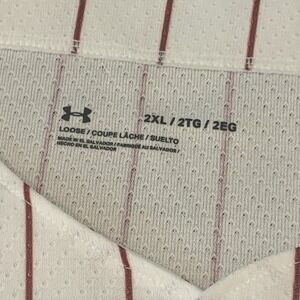 2XL / 2TG / 2EG
LOOSE / COUPE LÂCHE / SUELTO
MADE IN EL SALVADOR / FABRIQUÉ AU SALVADOR /
HECHO EN EL SALVADOR